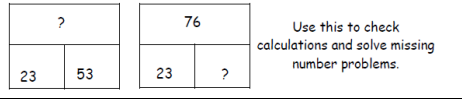 ?
23 53
76
23 ?
Use this to check
calculations and solve missing
number problems.